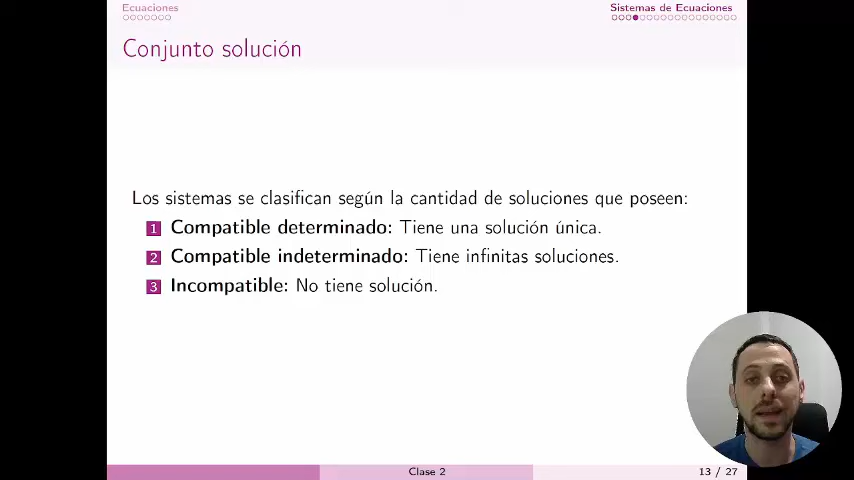 Ecuaciones
Sistemas de Ecuaciones
Conjunto solución
Los sistemas se clasifican según la cantidad de soluciones que poseen:
1 Compatible determinado: Tiene una solución única.
2 Compatible indeterminado: Tiene infinitas soluciones.
3 Incompatible: No tiene solución.
Clase 2
13 / 27